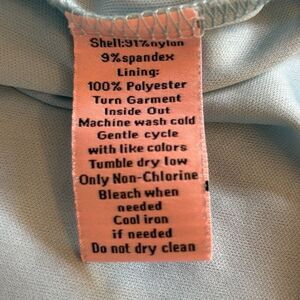 Shell:91%nylon
9%spandex
Lining:
100% Polyester
Turn Garment
Inside Out
Machine wash cold
Gentle cycle
with like colors
Tumble dry low
Only Non-Chlorine
Bleach when
needed
Cool iron
if needed
Do not dry clean